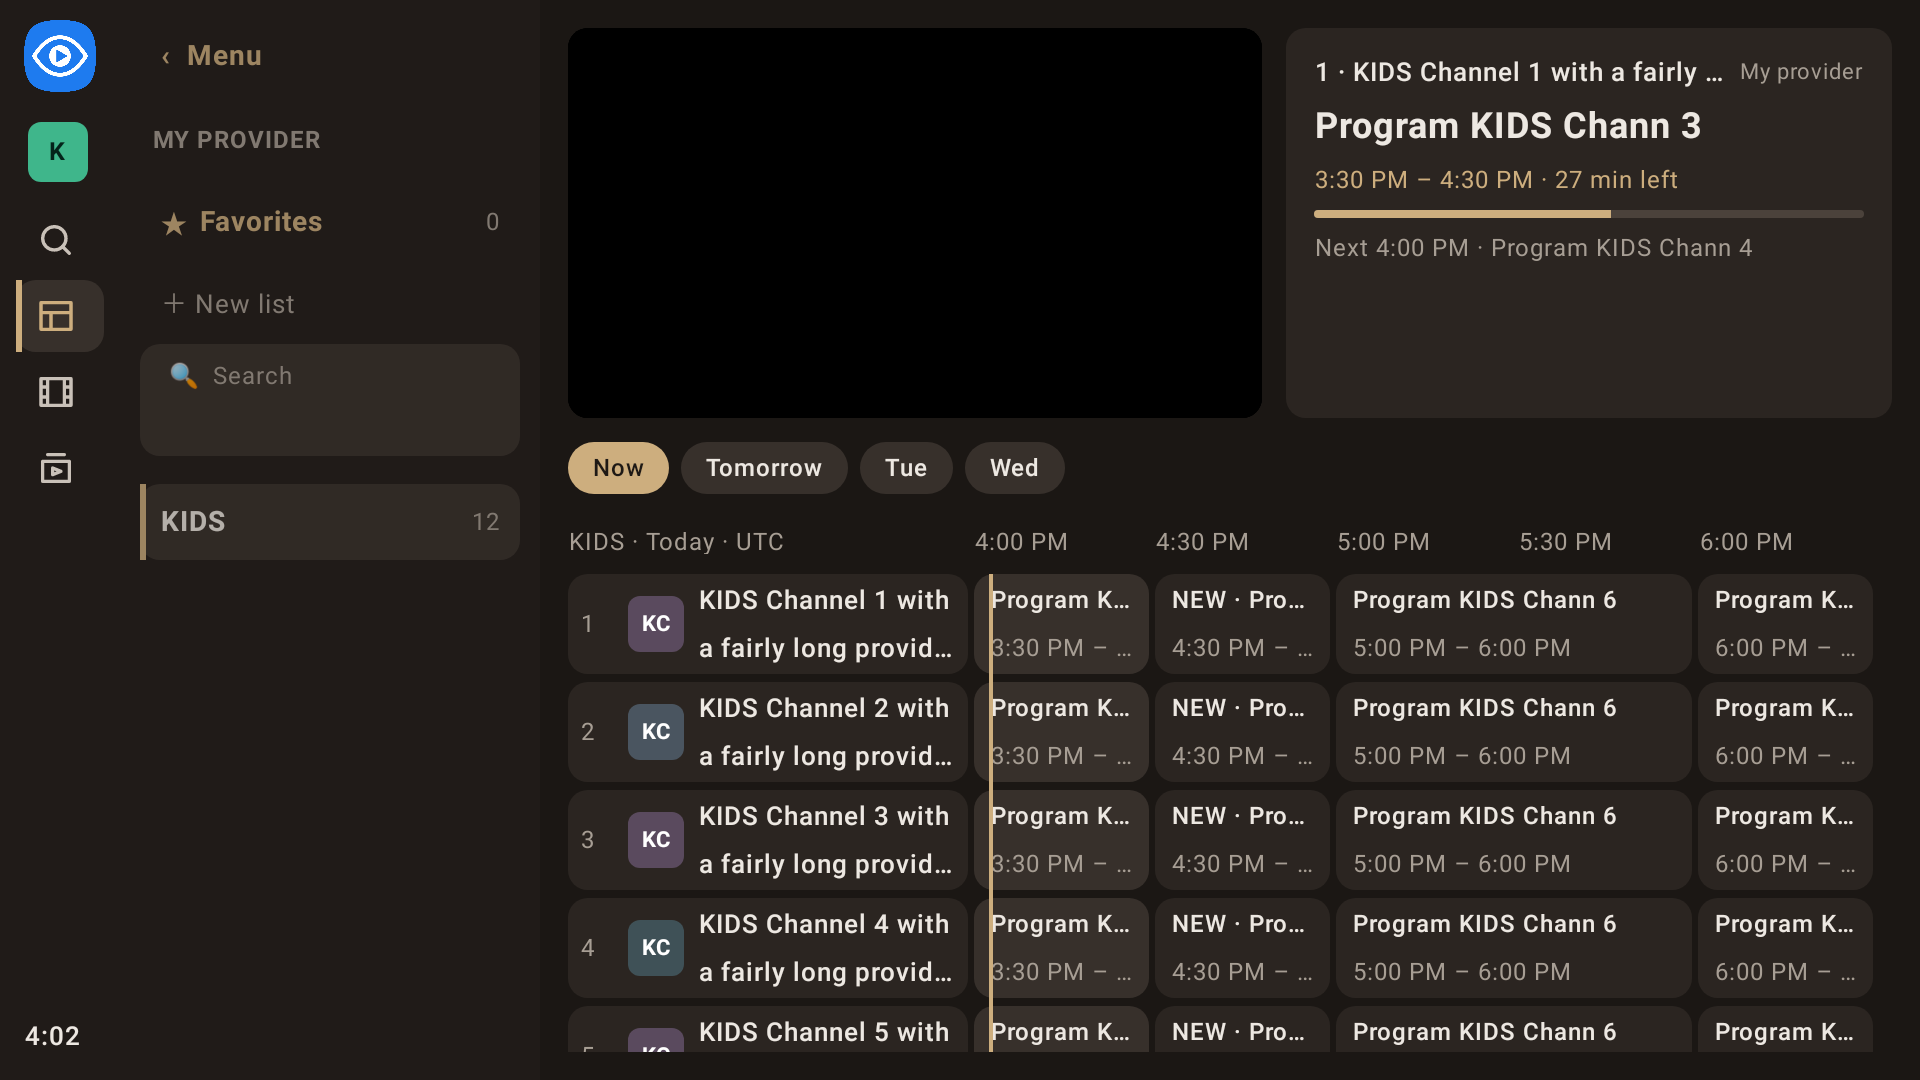 ‹ Menu
K
MY PROVIDER
★ Favorites 0
+ New list
🔍 Search
KIDS 12
4:02
1 · KIDS Channel 1 with a fairly … My provider
Program KIDS Chann 3
3:30 PM – 4:30 PM · 27 min left
Next 4:00 PM · Program KIDS Chann 4
Now Tomorrow Tue Wed
KIDS · Today · UTC 4:00 PM 4:30 PM 5:00 PM 5:30 PM 6:00 PM
1 KC KIDS Channel 1 with a fairly long provid…
Program K… NEW · Pro… Program KIDS Chann 6 Program K…
3:30 PM – … 4:30 PM – … 5:00 PM – 6:00 PM 6:00 PM – …
2 KC KIDS Channel 2 with a fairly long provid…
Program K… NEW · Pro… Program KIDS Chann 6 Program K…
3:30 PM – … 4:30 PM – … 5:00 PM – 6:00 PM 6:00 PM – …
3 KC KIDS Channel 3 with a fairly long provid…
Program K… NEW · Pro… Program KIDS Chann 6 Program K…
3:30 PM – … 4:30 PM – … 5:00 PM – 6:00 PM 6:00 PM – …
4 KC KIDS Channel 4 with a fairly long provid…
Program K… NEW · Pro… Program KIDS Chann 6 Program K…
3:30 PM – … 4:30 PM – … 5:00 PM – 6:00 PM 6:00 PM – …
KIDS Channel 5 with
Program K… NEW · Pro… Program KIDS Chann 6 Program K…